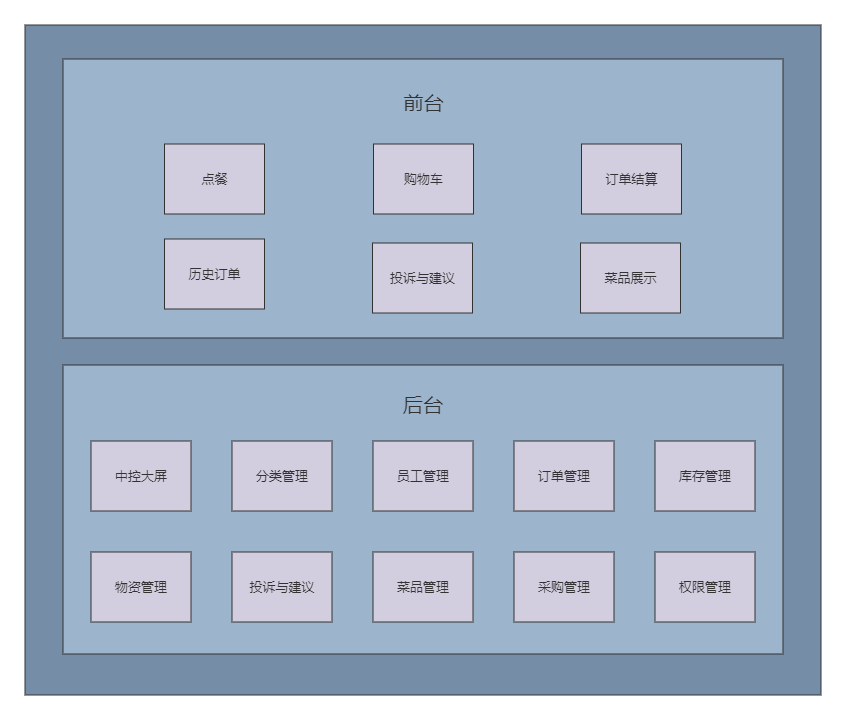 前台
点餐
购物车
订单结算
历史订单
投诉与建议
菜品展示
后台
中控大屏
分类管理
员工管理
订单管理
库存管理
物资管理
投诉与建议
菜品管理
采购管理
权限管理